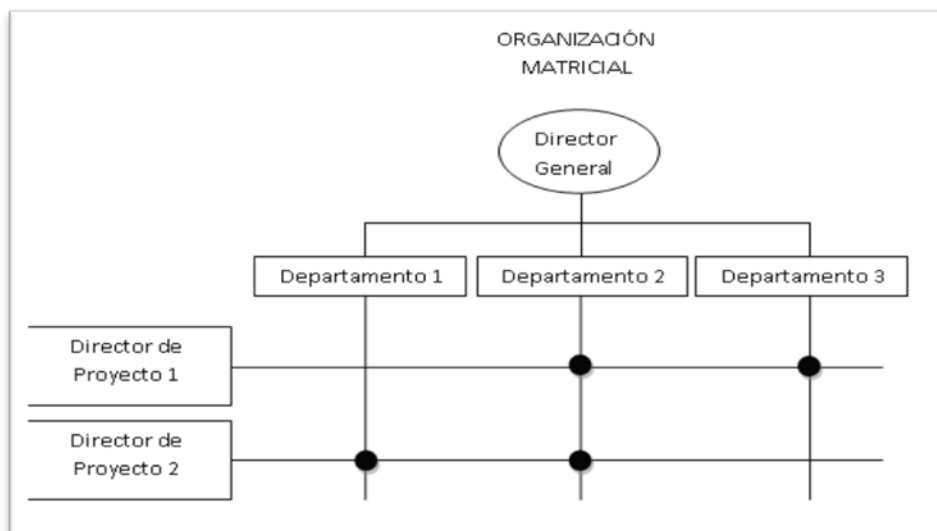 ORGANIZACIÓN
MATRICIAL
Director
General
Departamento 1
Departamento 2
Departamento 3
Director de
Proyecto 1
Director de
Proyecto 2